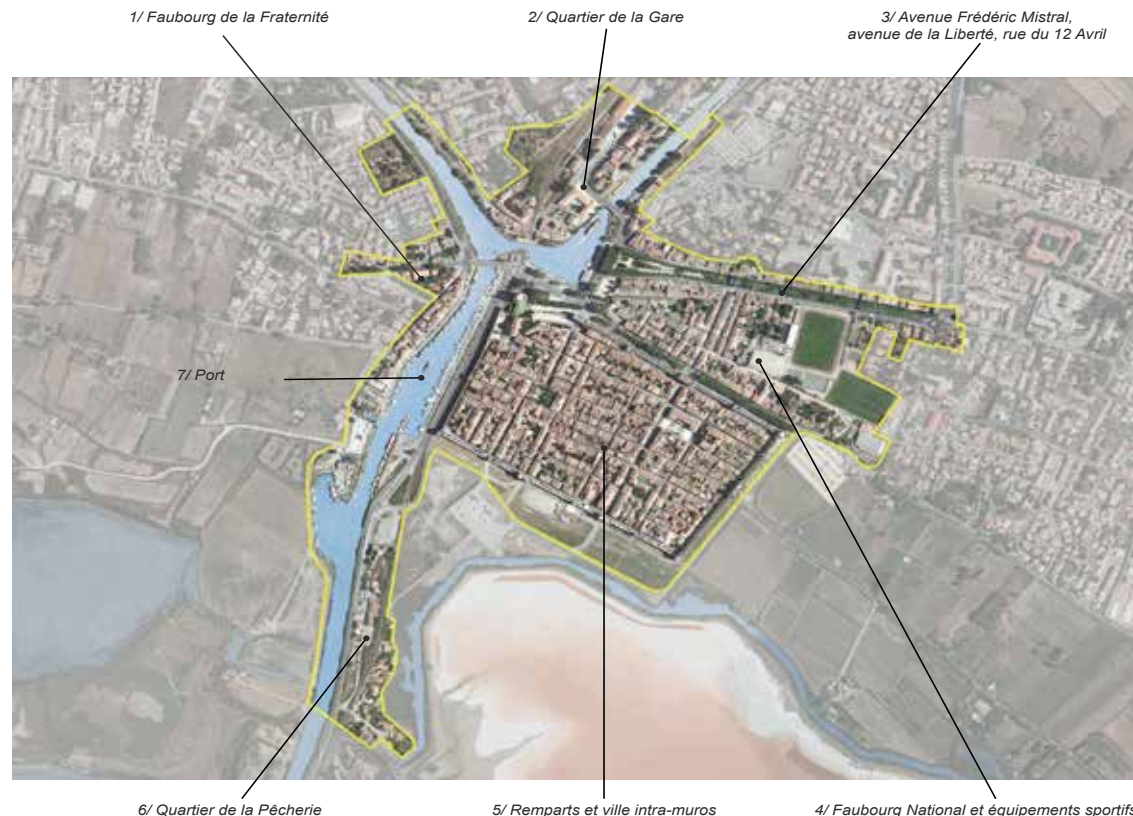 1/ Faubourg de la Fraternité
2/ Quartier de la Gare
3/ Avenue Frédéric Mistral,
avenue de la Liberté, rue du 12 Avril
7/ Port
6/ Quartier de la Pêcherie
5/ Remparts et ville intra-muros
4/ Faubourg National et équipements sportifs